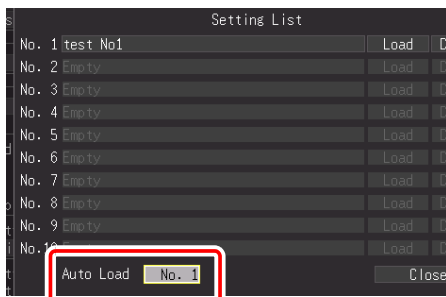 Setting List
No. 1 test No1 Load D
No. 2 Empty Load D
No. 3 Empty Load D
No. 4 Empty Load D
No. 5 Empty Load D
No. 6 Empty Load D
No. 7 Empty Load D
No. 8 Empty Load D
No. 9 Empty Load D
No.10 Empty Load D
Auto Load No. 1 Close